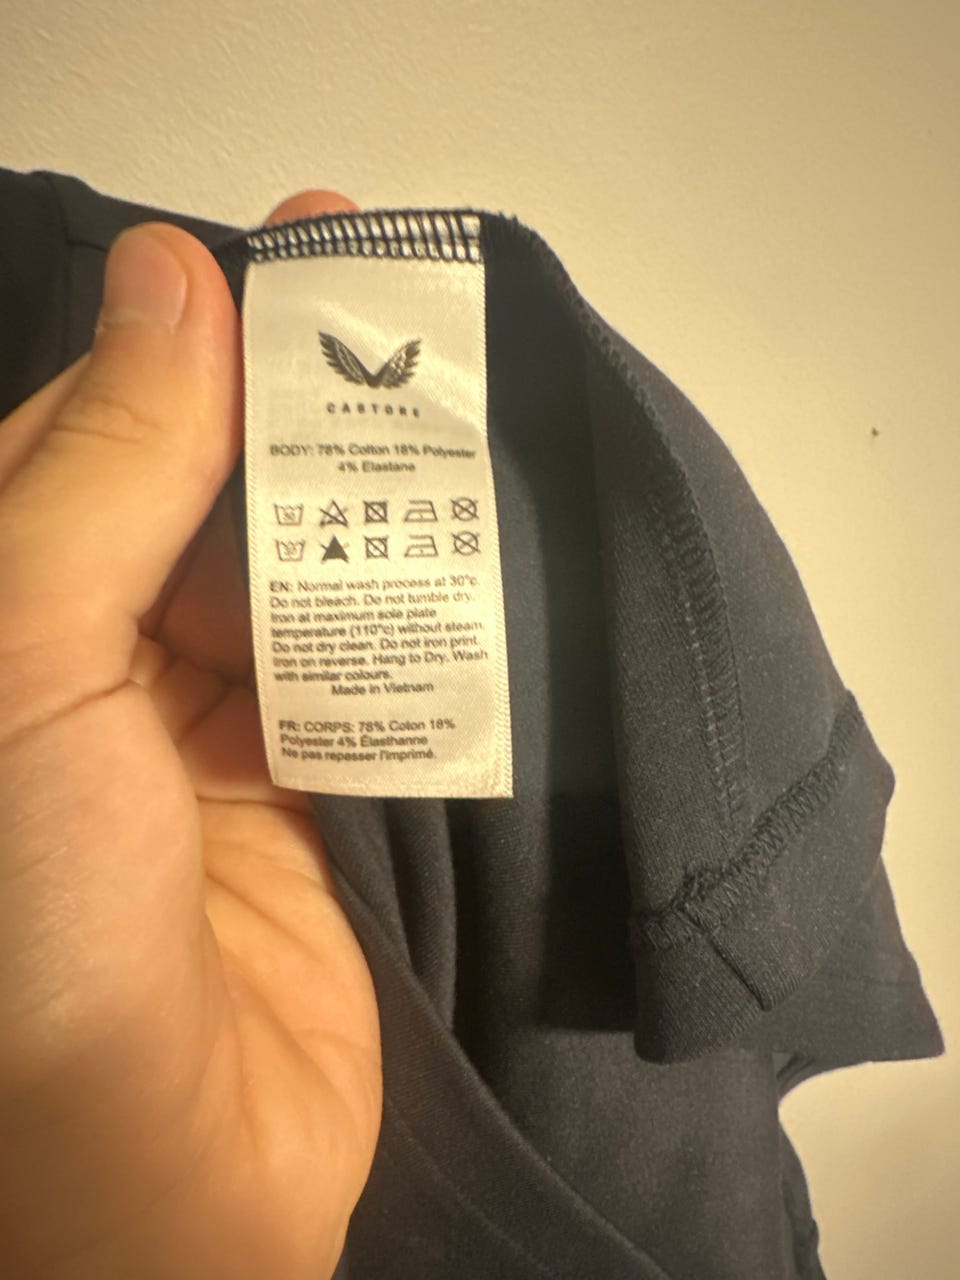 CASTORE
BODY: 78% Cotton 18% Polyester
4% Elastane
30
30
EN: Normal wash process at 30°c.
Do not bleach. Do not tumble dry.
Iron at maximum sole plate
temperature (110°c) without steam.
Do not dry clean. Do not iron print.
Iron on reverse. Hang to Dry. Wash
with similar colours.
Made in Vietnam
FR: CORPS: 78% Coton 18%
Polyester 4% Élasthanne
Ne pas repasser l'imprimé.